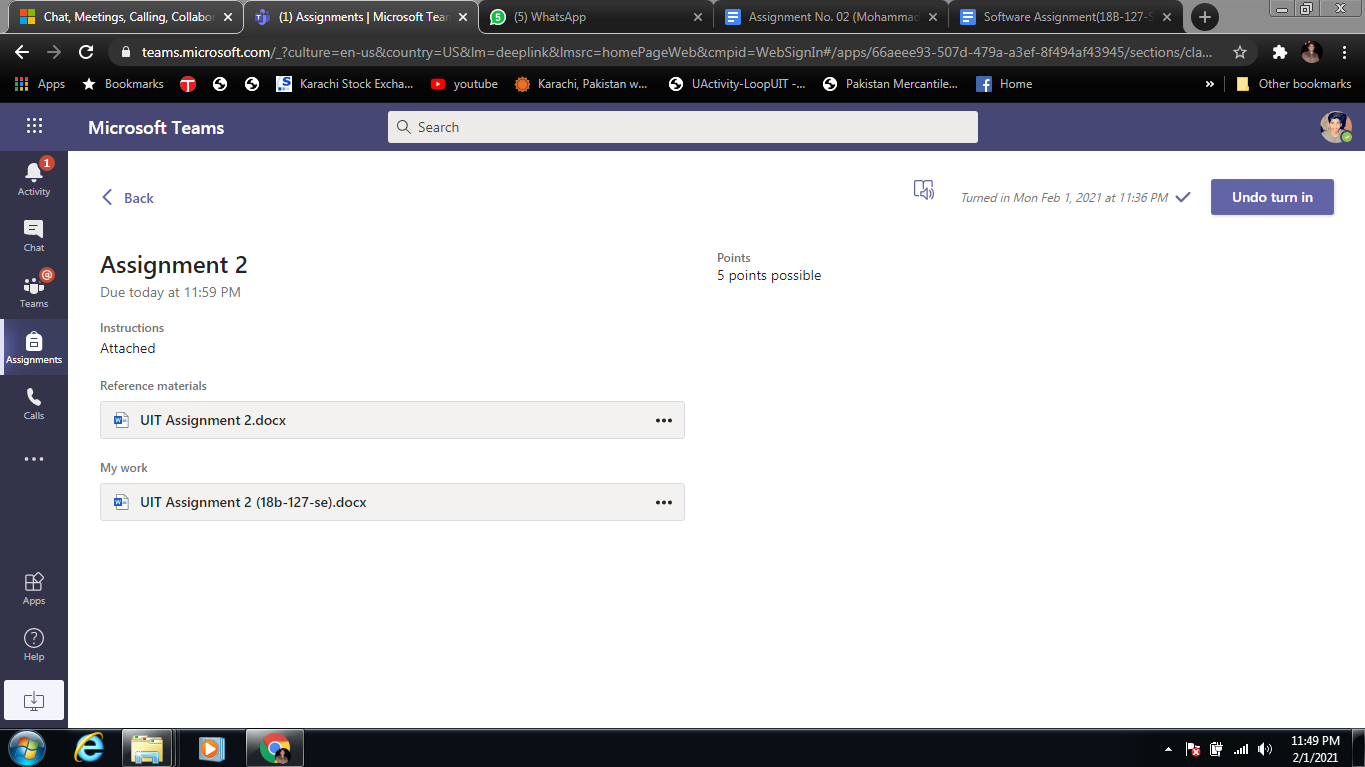 Chat, Meetings, Calling, Collabo
(1) Assignments | Microsoft Tean
(5) WhatsApp
Assignment No. 02 (Mohammad
Software Assignment(18B-127-S
teams.microsoft.com/_?culture=en-us&country=US&lm=deeplink&lmsrc=homePageWeb&cmpid=WebSignIn#/apps/66aeee93-507d-479a-a3ef-8f494af43945/sections/cla...
Apps
Bookmarks
Karachi Stock Excha...
youtube
Karachi, Pakistan w...
UActivity-LoopUIT -...
Pakistan Mercantile...
Home
»
Other bookmarks
Microsoft Teams
Search
1
Activity
Chat
@
Teams
Assignments
Calls
Apps
Help
Back
Turned in Mon Feb 1, 2021 at 11:36 PM
Undo turn in
Assignment 2
Due today at 11:59 PM
Points
5 points possible
Instructions
Attached
Reference materials
UIT Assignment 2.docx
My work
UIT Assignment 2 (18b-127-se).docx
11:49 PM
2/1/2021